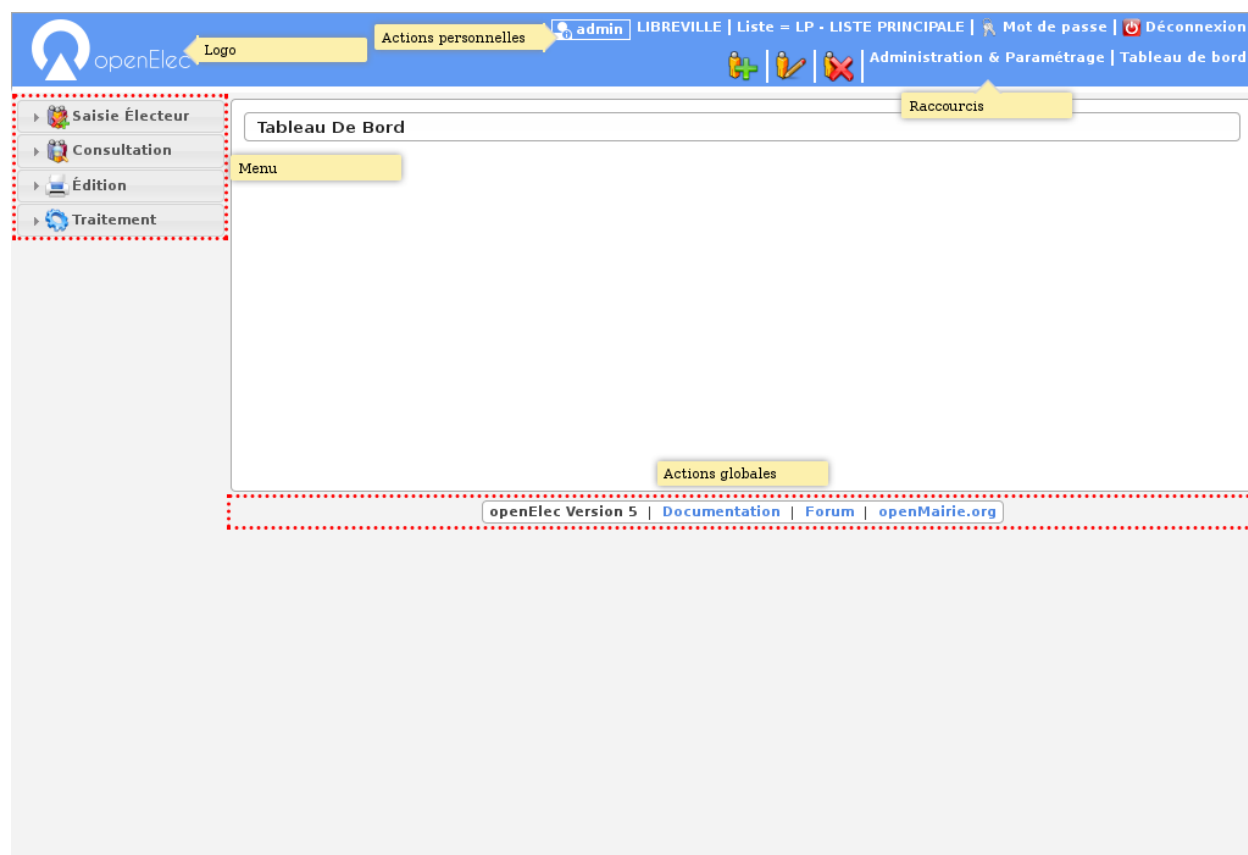 openElec
Logo
Actions personnelles
admin LIBREVILLE | Liste = LP - LISTE PRINCIPALE | Mot de passe | Déconnexion
Administration & Paramétrage | Tableau de bord
Raccourcis
Saisie Électeur
Consultation
Édition
Traitement
Tableau De Bord
Menu
Actions globales
openElec Version 5 | Documentation | Forum | openMairie.org